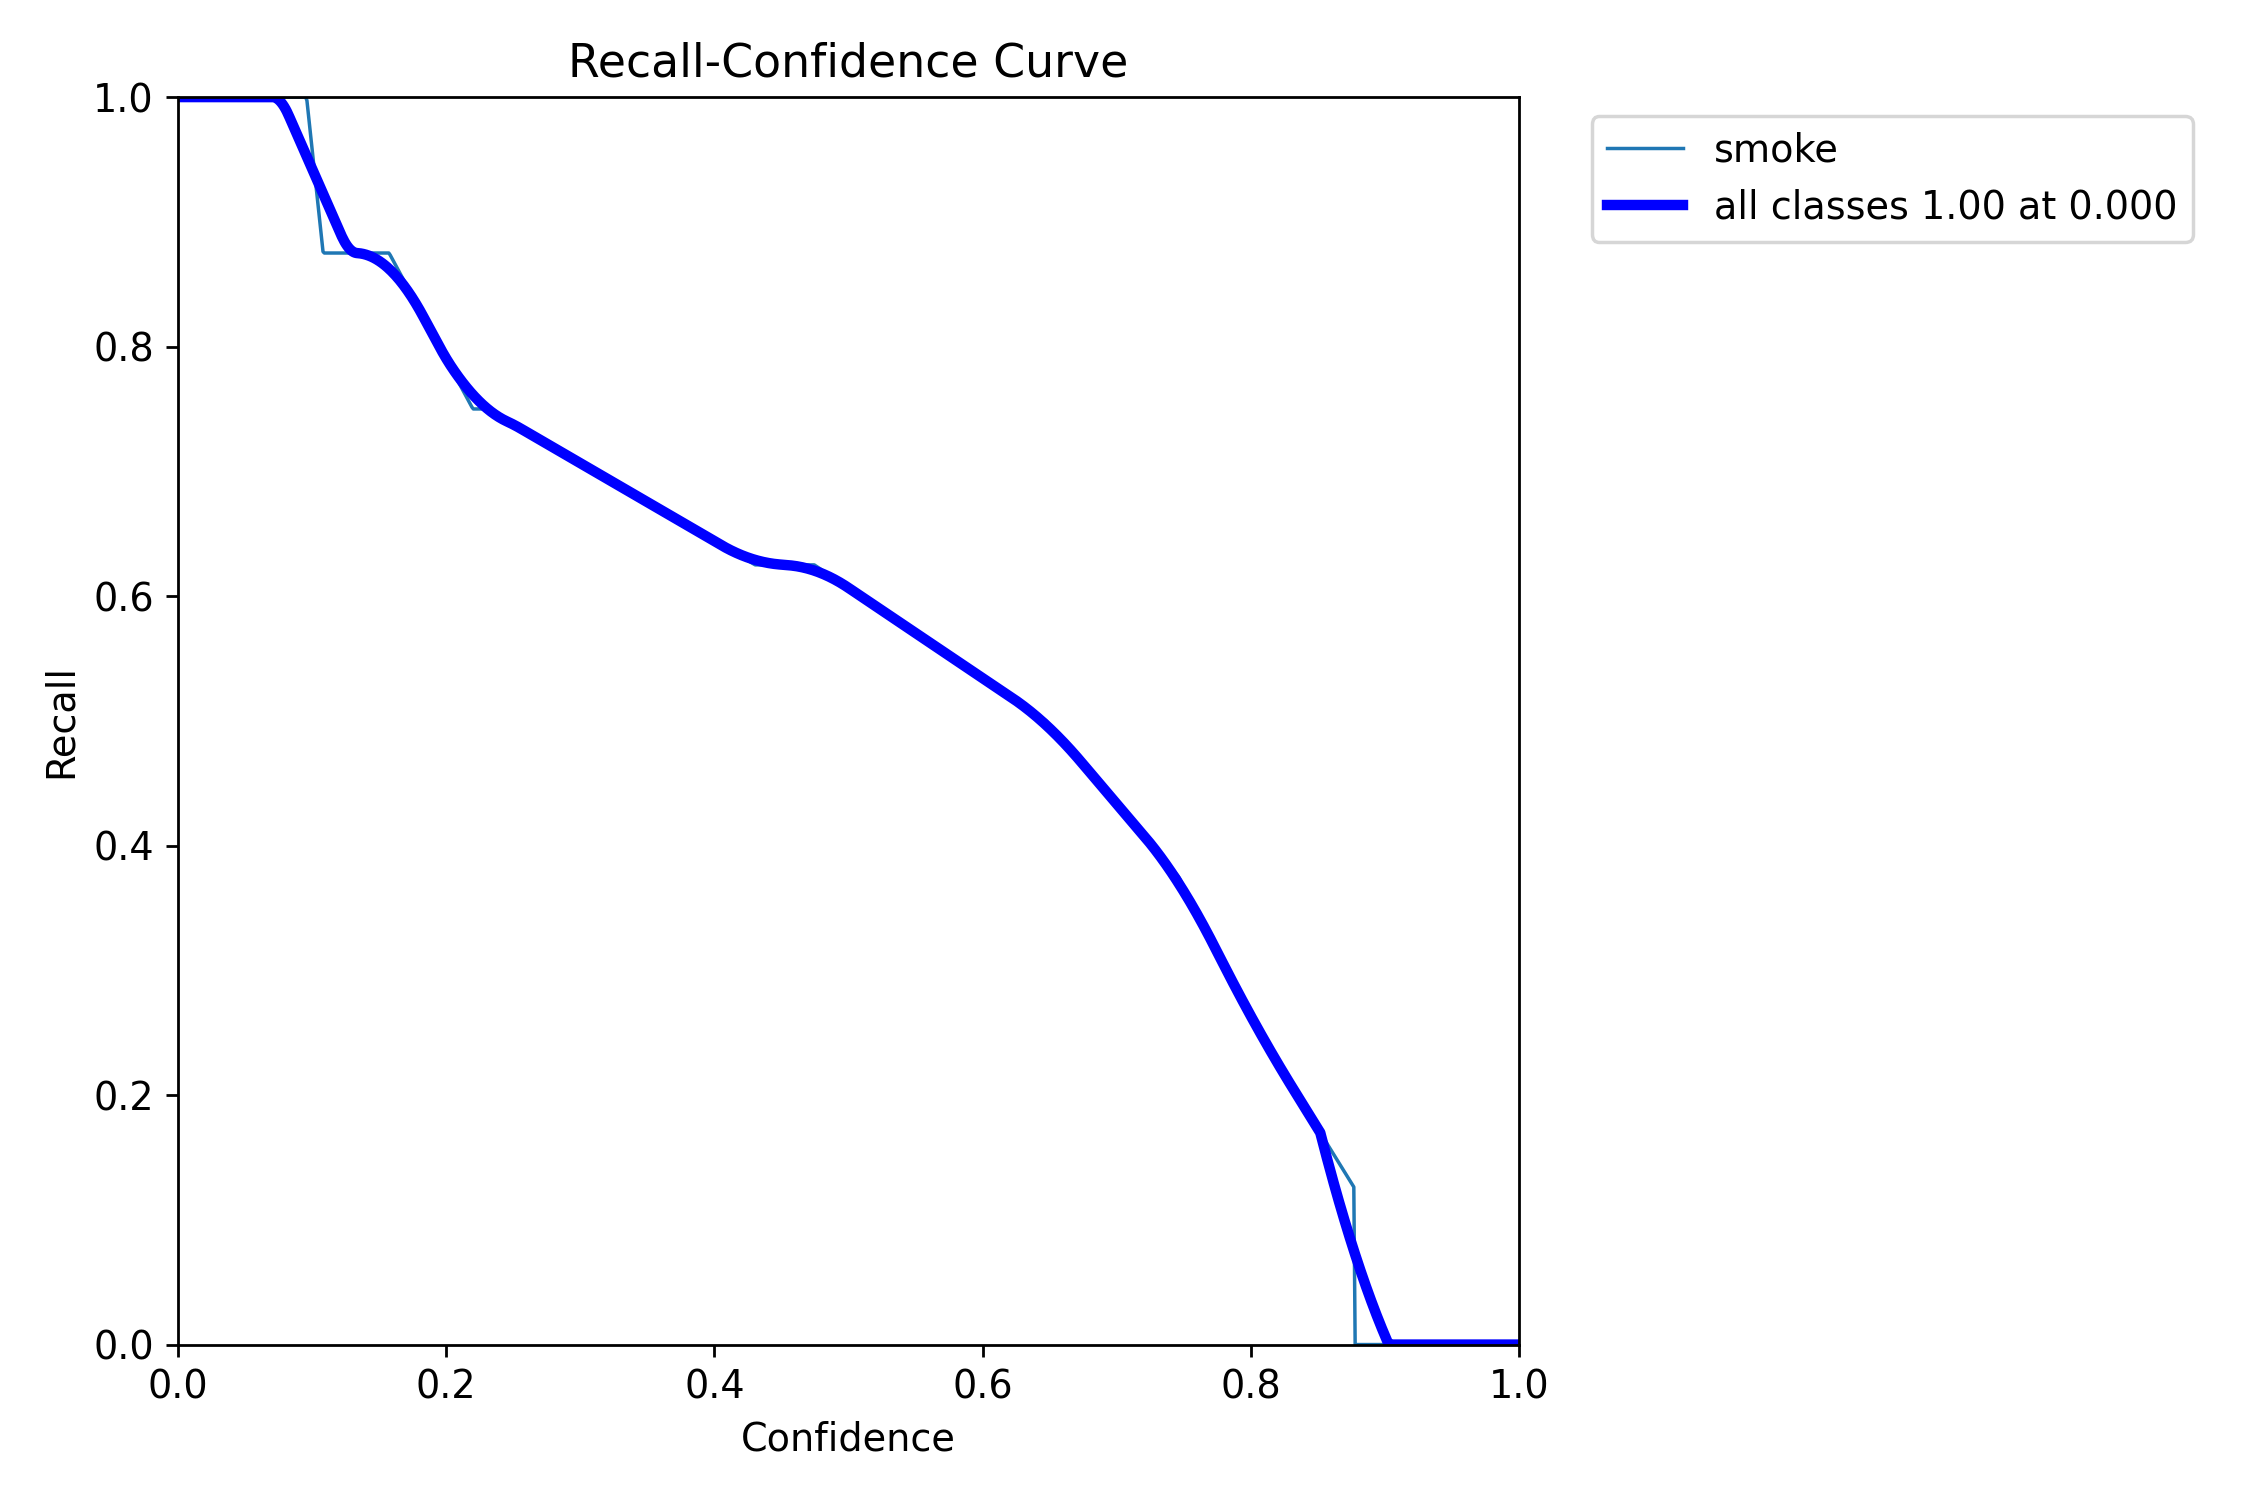 Recall-Confidence Curve
smoke
all classes 1.00 at 0.000
Recall
1.0
0.8
0.6
0.4
0.2
0.0
0.0 0.2 0.4 0.6 0.8 1.0
Confidence